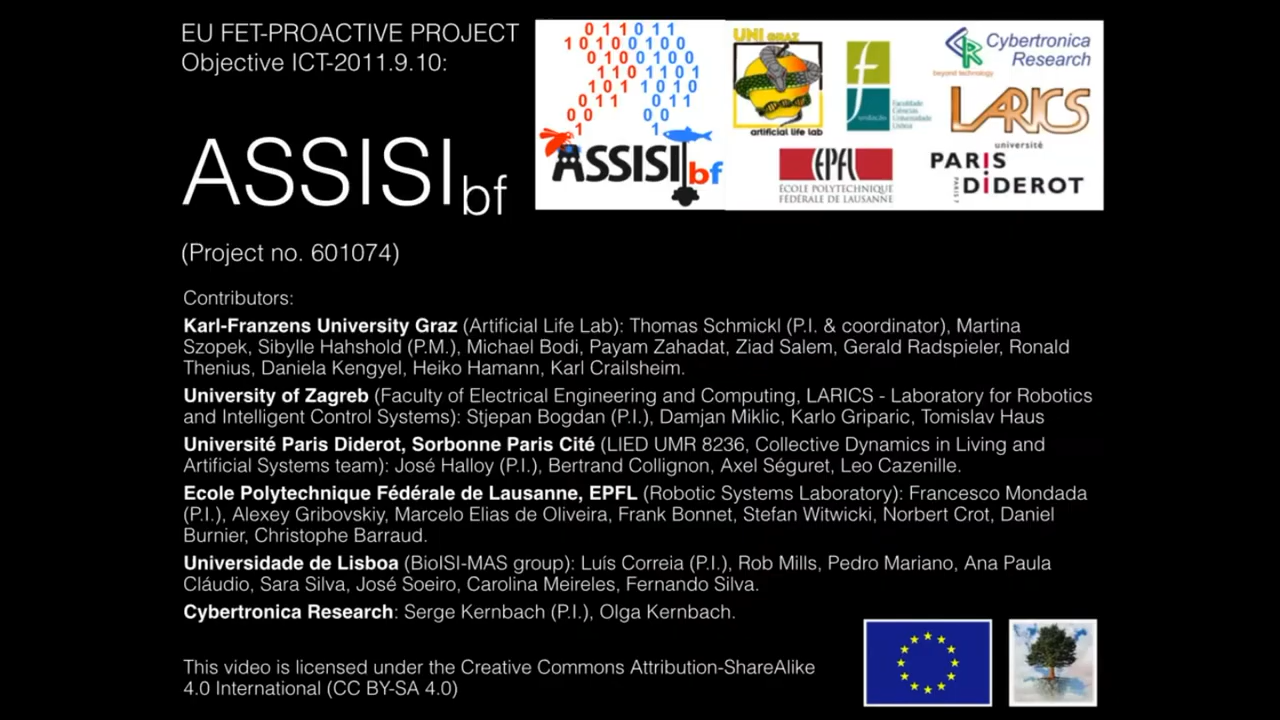 EU FET-PROACTIVE PROJECT
Objective ICT-2011.9.10:
ASSISIbf
(Project no. 601074)
0 1 1 0 1 1
1 0 1 0 0 0 1 0 0
0 1 0 0 0 1 0 0
1 1 0 1 1 0 1
1 0 1 1 0 1 0
0 1 1 0 1 1
0 0 0 0
1 1
ASSISIbf
UNI GRAZ
artificial life lab
Faculdade
Ciências
Universidade
Lisboa
Cybertronica
Research
beyond technology
LARICS
EPFL
ÉCOLE POLYTECHNIQUE
FÉDÉRALE DE LAUSANNE
université
PARIS
DIDEROT
PARIS 7
Contributors:
Karl-Franzens University Graz (Artificial Life Lab): Thomas Schmickl (P.I. & coordinator), Martina
Szopek, Sibylle Hahshold (P.M.), Michael Bodi, Payam Zahadat, Ziad Salem, Gerald Radspieler, Ronald
Thenius, Daniela Kengyel, Heiko Hamann, Karl Crailsheim.
University of Zagreb (Faculty of Electrical Engineering and Computing, LARICS - Laboratory for Robotics
and Intelligent Control Systems): Stjepan Bogdan (P.I.), Damjan Miklic, Karlo Griparic, Tomislav Haus
Université Paris Diderot, Sorbonne Paris Cité (LIED UMR 8236, Collective Dynamics in Living and
Artificial Systems team): José Halloy (P.I.), Bertrand Collignon, Axel Séguret, Leo Cazenille.
Ecole Polytechnique Fédérale de Lausanne, EPFL (Robotic Systems Laboratory): Francesco Mondada
(P.I.), Alexey Gribovskiy, Marcelo Elias de Oliveira, Frank Bonnet, Stefan Witwicki, Norbert Crot, Daniel
Burnier, Christophe Barraud.
Universidade de Lisboa (BioISI-MAS group): Luís Correia (P.I.), Rob Mills, Pedro Mariano, Ana Paula
Cláudio, Sara Silva, José Soeiro, Carolina Meireles, Fernando Silva.
Cybertronica Research: Serge Kernbach (P.I.), Olga Kernbach.
This video is licensed under the Creative Commons Attribution-ShareAlike
4.0 International (CC BY-SA 4.0)